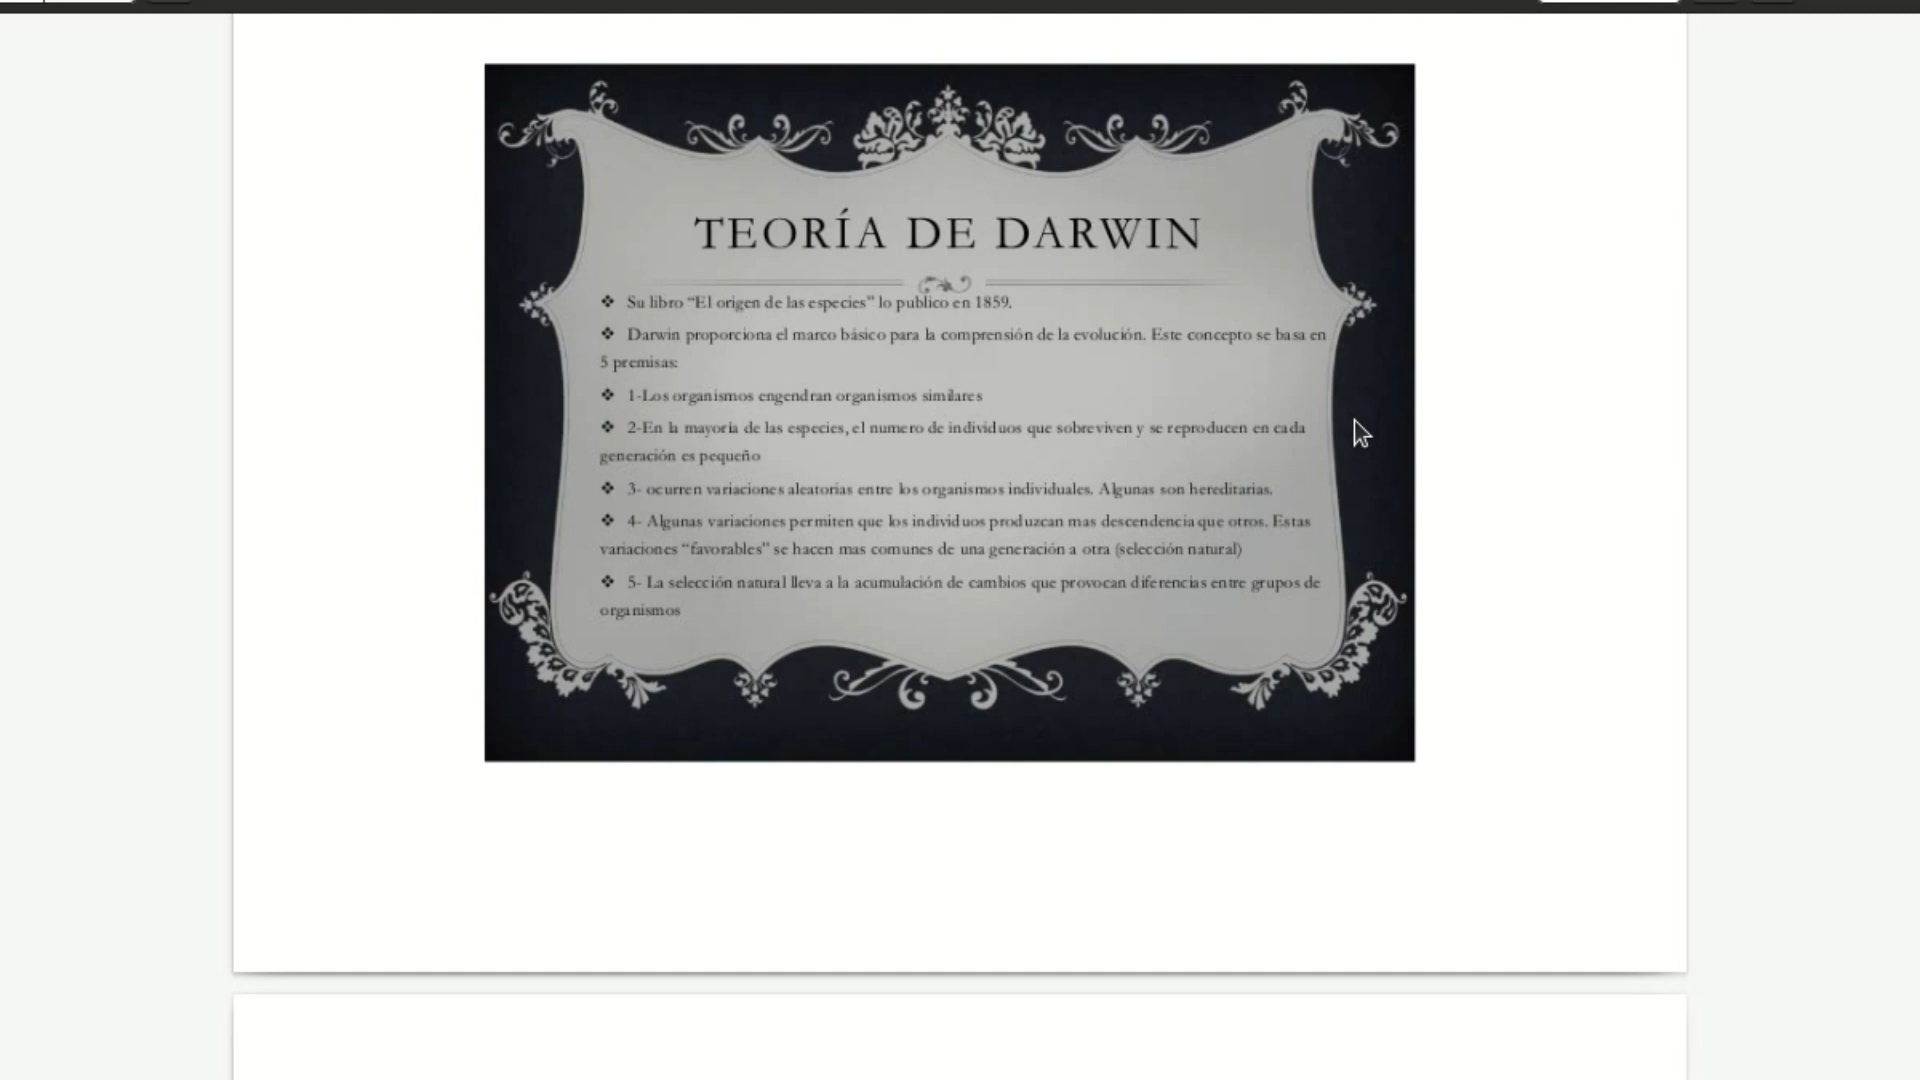 TEORÍA DE DARWIN
❖ Su libro “El origen de las especies” lo publico en 1859.
❖ Darwin proporciona el marco básico para la comprensión de la evolución. Este concepto se basa en
5 premisas:
❖ 1-Los organismos engendran organismos similares
❖ 2-En la mayoría de las especies, el numero de individuos que sobreviven y se reproducen en cada
generación es pequeño
❖ 3- ocurren variaciones aleatorias entre los organismos individuales. Algunas son hereditarias.
❖ 4- Algunas variaciones permiten que los individuos produzcan mas descendencia que otros. Estas
variaciones “favorables” se hacen mas comunes de una generación a otra (selección natural)
❖ 5- La selección natural lleva a la acumulación de cambios que provocan diferencias entre grupos de
organismos